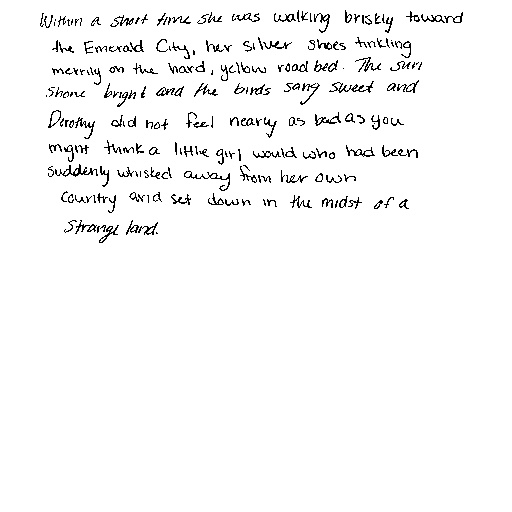 Within a short time she was walking briskly toward
the Emerald City, her silver shoes tinkling
merrily on the hard, yellow road bed. The sun
shone bright and the birds sang sweet and
Dorothy did not feel nearly as bad as you
might think a little girl would who had been
suddenly whisked away from her own
country and set down in the midst of a
strange land.